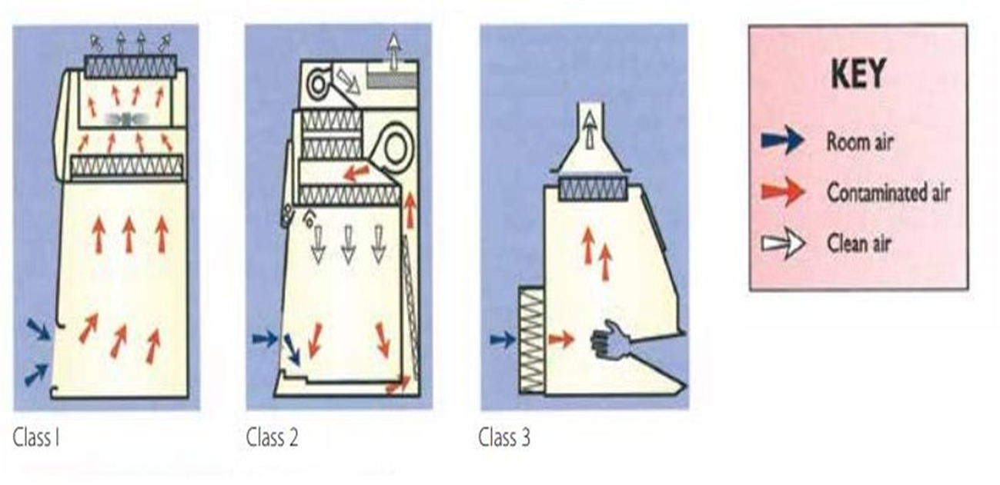 KEY
Room air
Contaminated air
Clean air
Class I
Class 2
Class 3